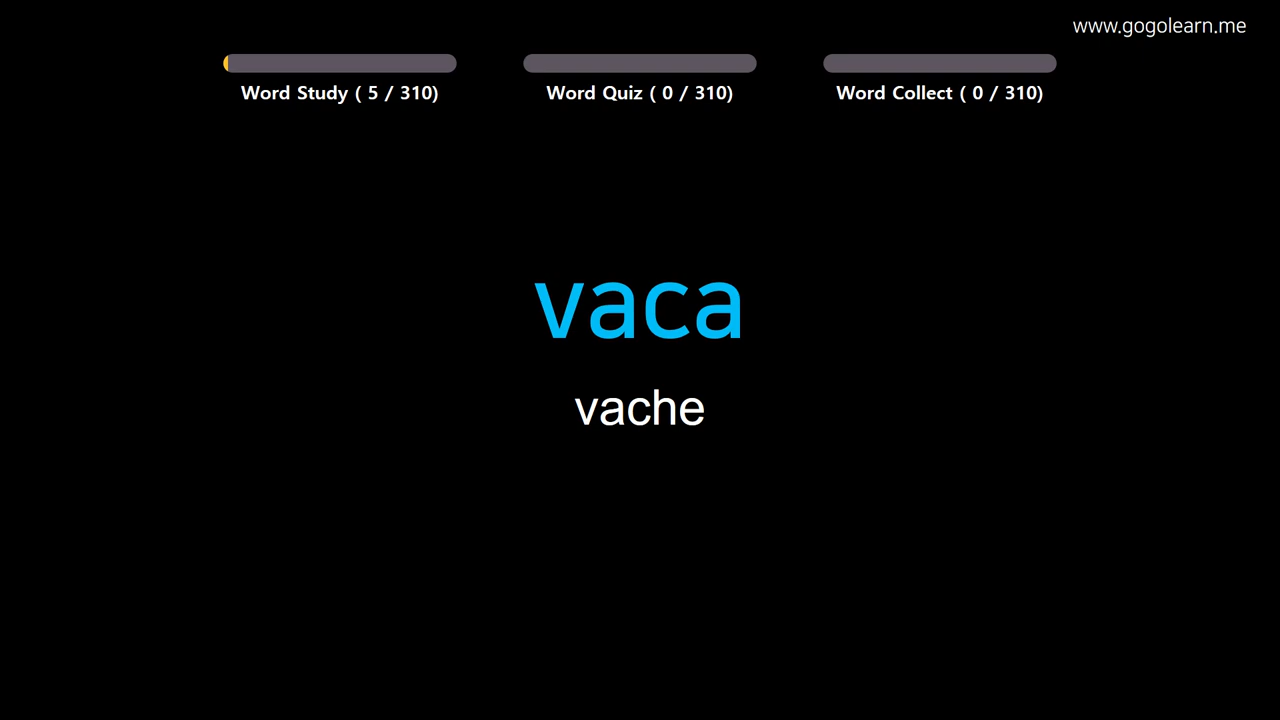 www.gogolearn.me
Word Study ( 5 / 310)
Word Quiz ( 0 / 310)
Word Collect ( 0 / 310)
vaca
vache